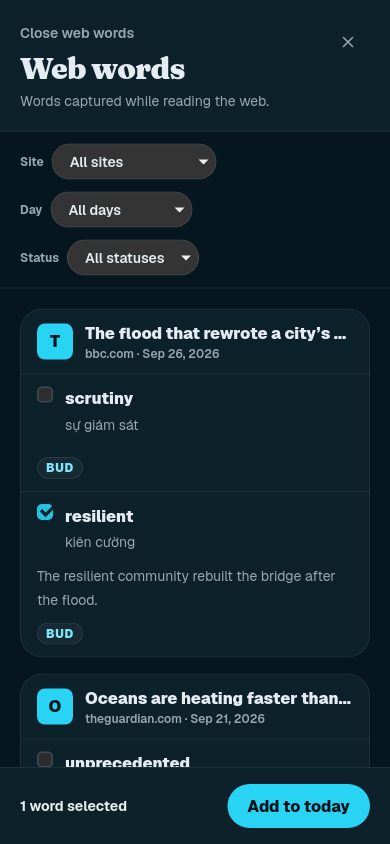 Close web words
Web words
Words captured while reading the web.
Site
All sites
Day
All days
Status
All statuses
T
The flood that rewrote a city's ...
bbc.com · Sep 26, 2026
scrutiny
sự giám sát
BUD
resilient
kiên cường
The resilient community rebuilt the bridge after
the flood.
BUD
O
Oceans are heating faster than...
theguardian.com · Sep 21, 2026
unprecedented
1 word selected
Add to today